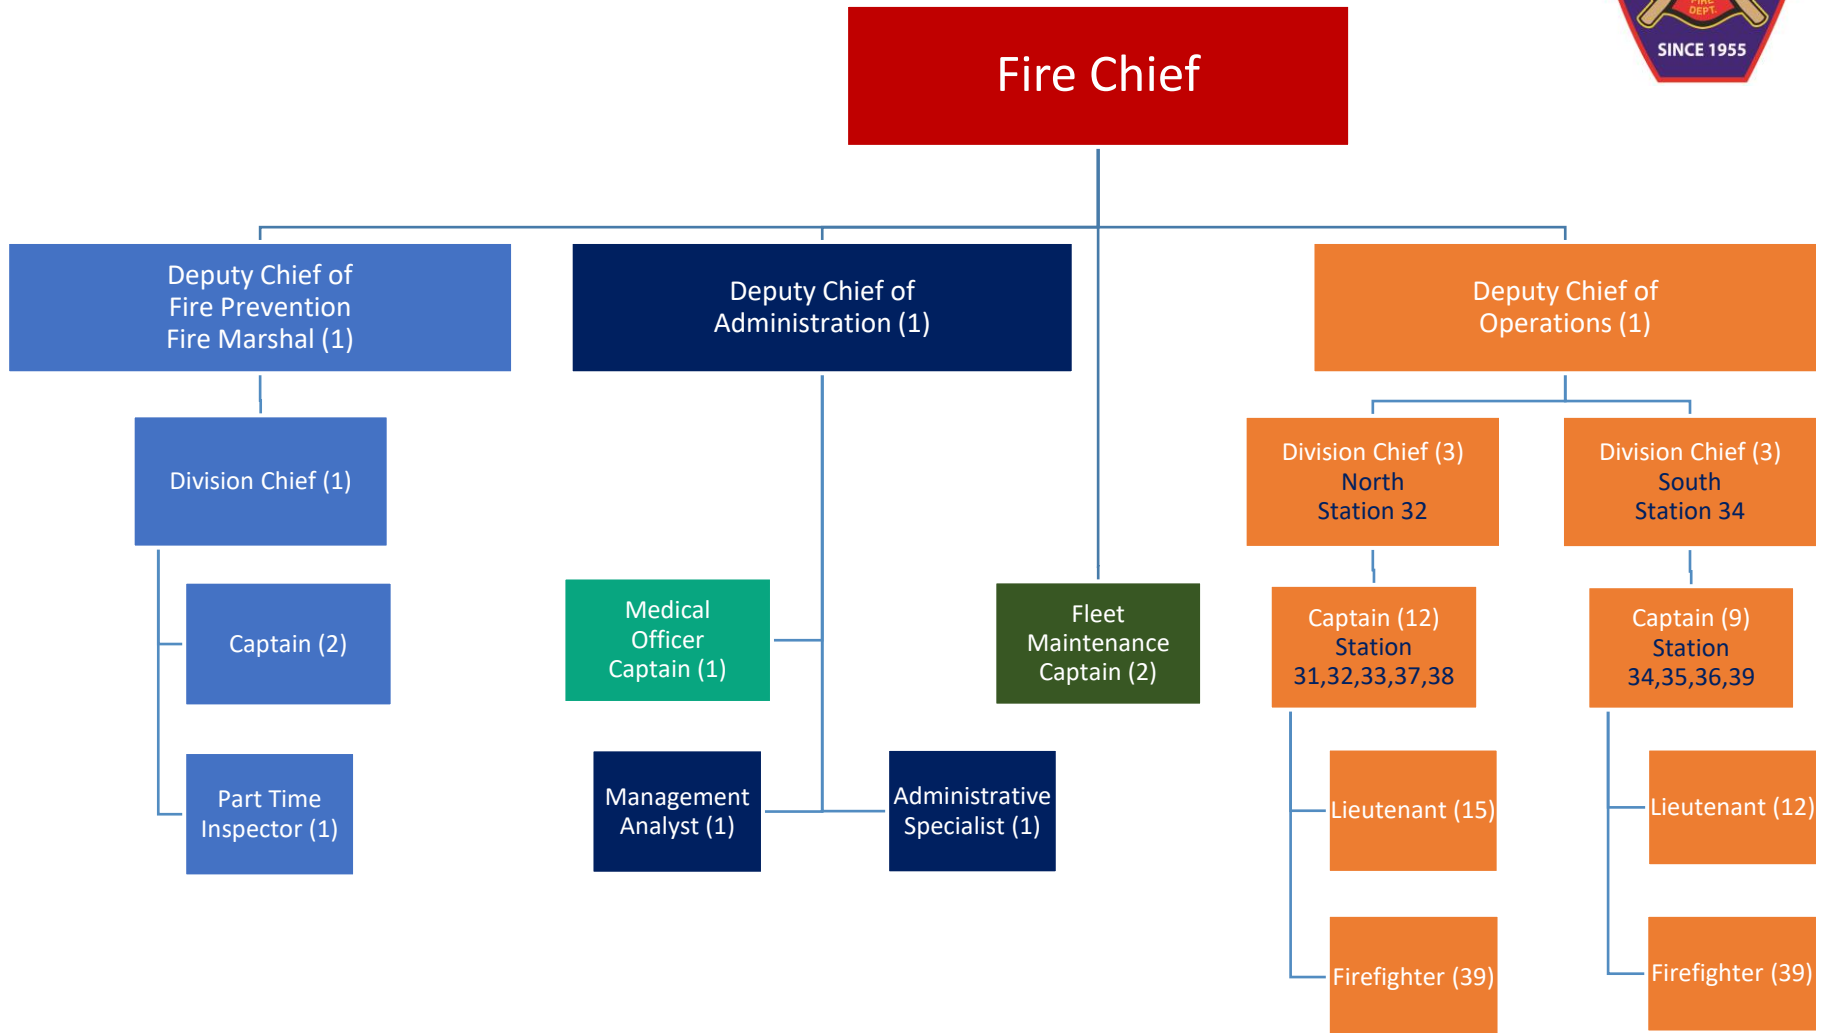 FIRE
DEPT.
SINCE 1955
Fire Chief
Deputy Chief of
Fire Prevention
Fire Marshal (1)
Deputy Chief of
Administration (1)
Deputy Chief of
Operations (1)
Division Chief (1)
Division Chief (3)
North
Station 32
Division Chief (3)
South
Station 34
Captain (2)
Medical
Officer
Captain (1)
Fleet
Maintenance
Captain (2)
Captain (12)
Station
31,32,33,37,38
Captain (9)
Station
34,35,36,39
Part Time
Inspector (1)
Management
Analyst (1)
Administrative
Specialist (1)
Lieutenant (15)
Lieutenant (12)
Firefighter (39)
Firefighter (39)